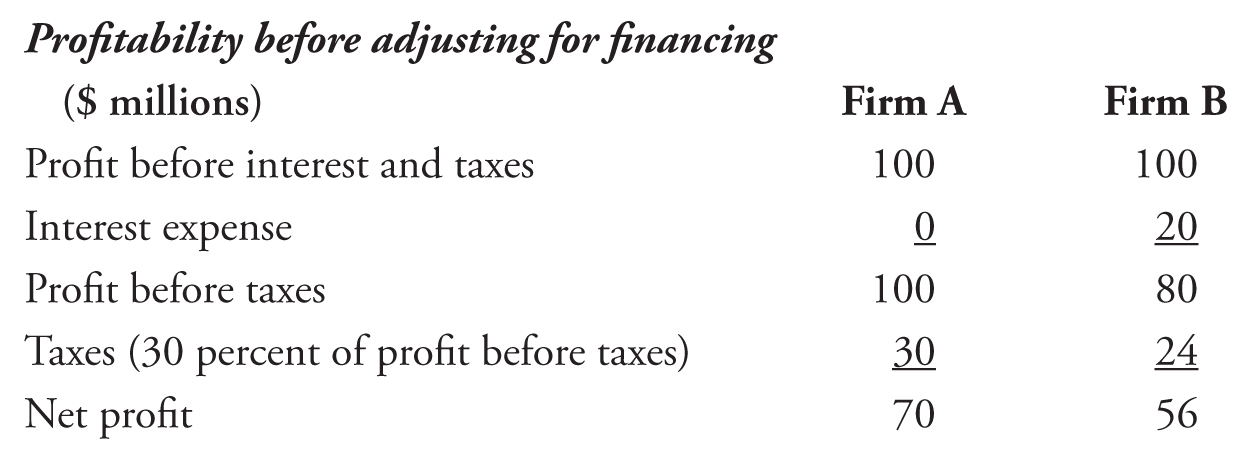 Profitability before adjusting for financing
($ millions) Firm A Firm B
Profit before interest and taxes 100 100
Interest expense 0 20
Profit before taxes 100 80
Taxes (30 percent of profit before taxes) 30 24
Net profit 70 56